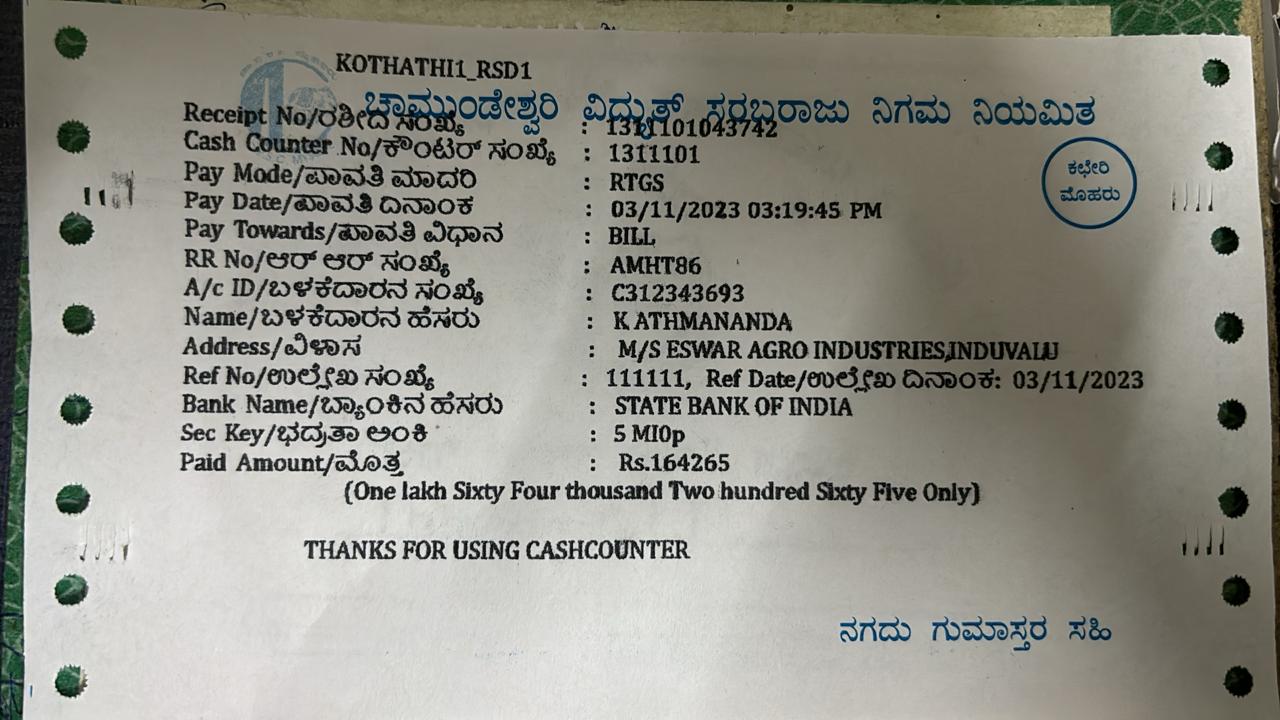 KOTHATHI1_RSD1
ಚಾಮುಂಡೇಶ್ವರಿ ವಿದ್ಯುತ್ ಸರಬರಾಜು ನಿಗಮ ನಿಯಮಿತ
Receipt No/ರಶೀದಿ ಸಂಖ್ಯೆ : 1311101043742
Cash Counter No/ಕೌಂಟರ್ ಸಂಖ್ಯೆ : 1311101
ಕಛೇರಿ
ಮೊಹರು
Pay Mode/ಪಾವತಿ ಮಾದರಿ : RTGS
Pay Date/ಪಾವತಿ ದಿನಾಂಕ : 03/11/2023 03:19:45 PM
Pay Towards/ಪಾವತಿ ವಿಧಾನ : BILL
RR No/ಆರ್ ಆರ್ ಸಂಖ್ಯೆ : AMHT86
A/c ID/ಬಳಕೆದಾರನ ಸಂಖ್ಯೆ : C312343693
Name/ಬಳಕೆದಾರನ ಹೆಸರು : K ATHMANANDA
Address/ವಿಳಾಸ : M/S ESWAR AGRO INDUSTRIES,INDUVALU
Ref No/ಉಲ್ಲೇಖ ಸಂಖ್ಯೆ : 111111, Ref Date/ಉಲ್ಲೇಖ ದಿನಾಂಕ: 03/11/2023
Bank Name/ಬ್ಯಾಂಕಿನ ಹೆಸರು : STATE BANK OF INDIA
Sec Key/ಭದ್ರತಾ ಅಂಕಿ : 5 MI0p
Paid Amount/ಮೊತ್ತ : Rs.164265
(One lakh Sixty Four thousand Two hundred Sixty Five Only)
THANKS FOR USING CASHCOUNTER
ನಗದು ಗುಮಾಸ್ತರ ಸಹಿ